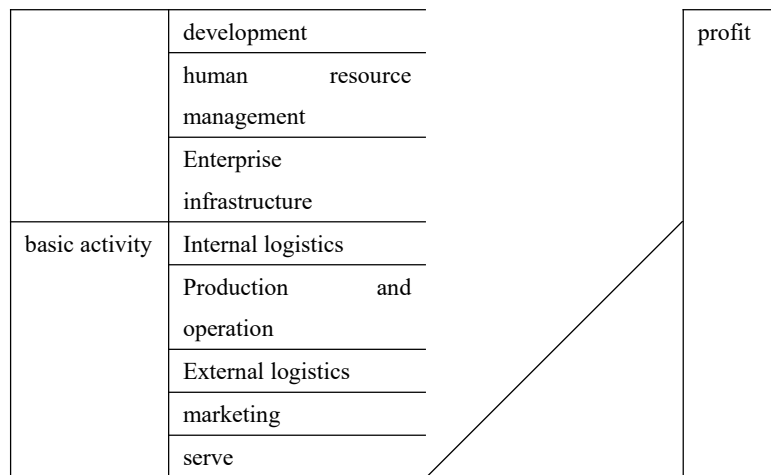 development
profit
human resource
management
Enterprise
infrastructure
basic activity
Internal logistics
Production and
operation
External logistics
marketing
serve